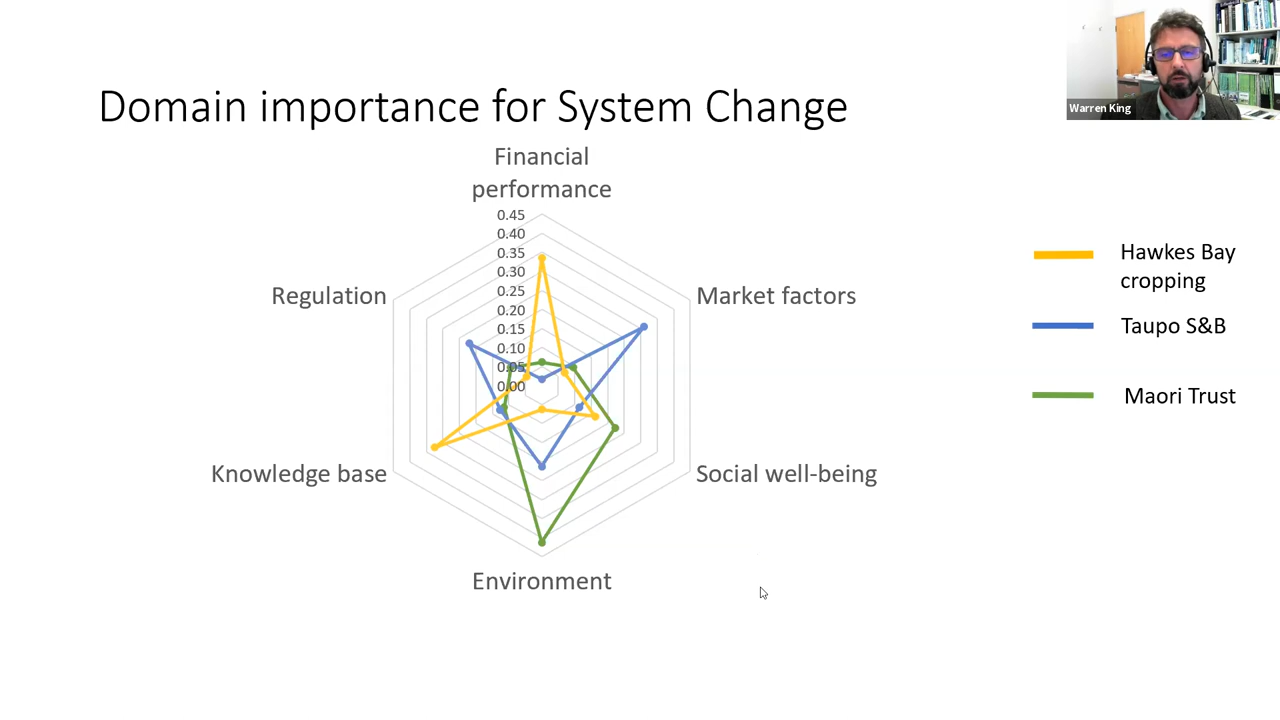 Warren King
Domain importance for System Change
Financial
performance
0.45
0.40
0.35
0.30
0.25
0.20
0.15
0.10
0.05
0.00
Regulation
Market factors
Knowledge base
Social well-being
Environment
Hawkes Bay
cropping
Taupo S&B
Maori Trust